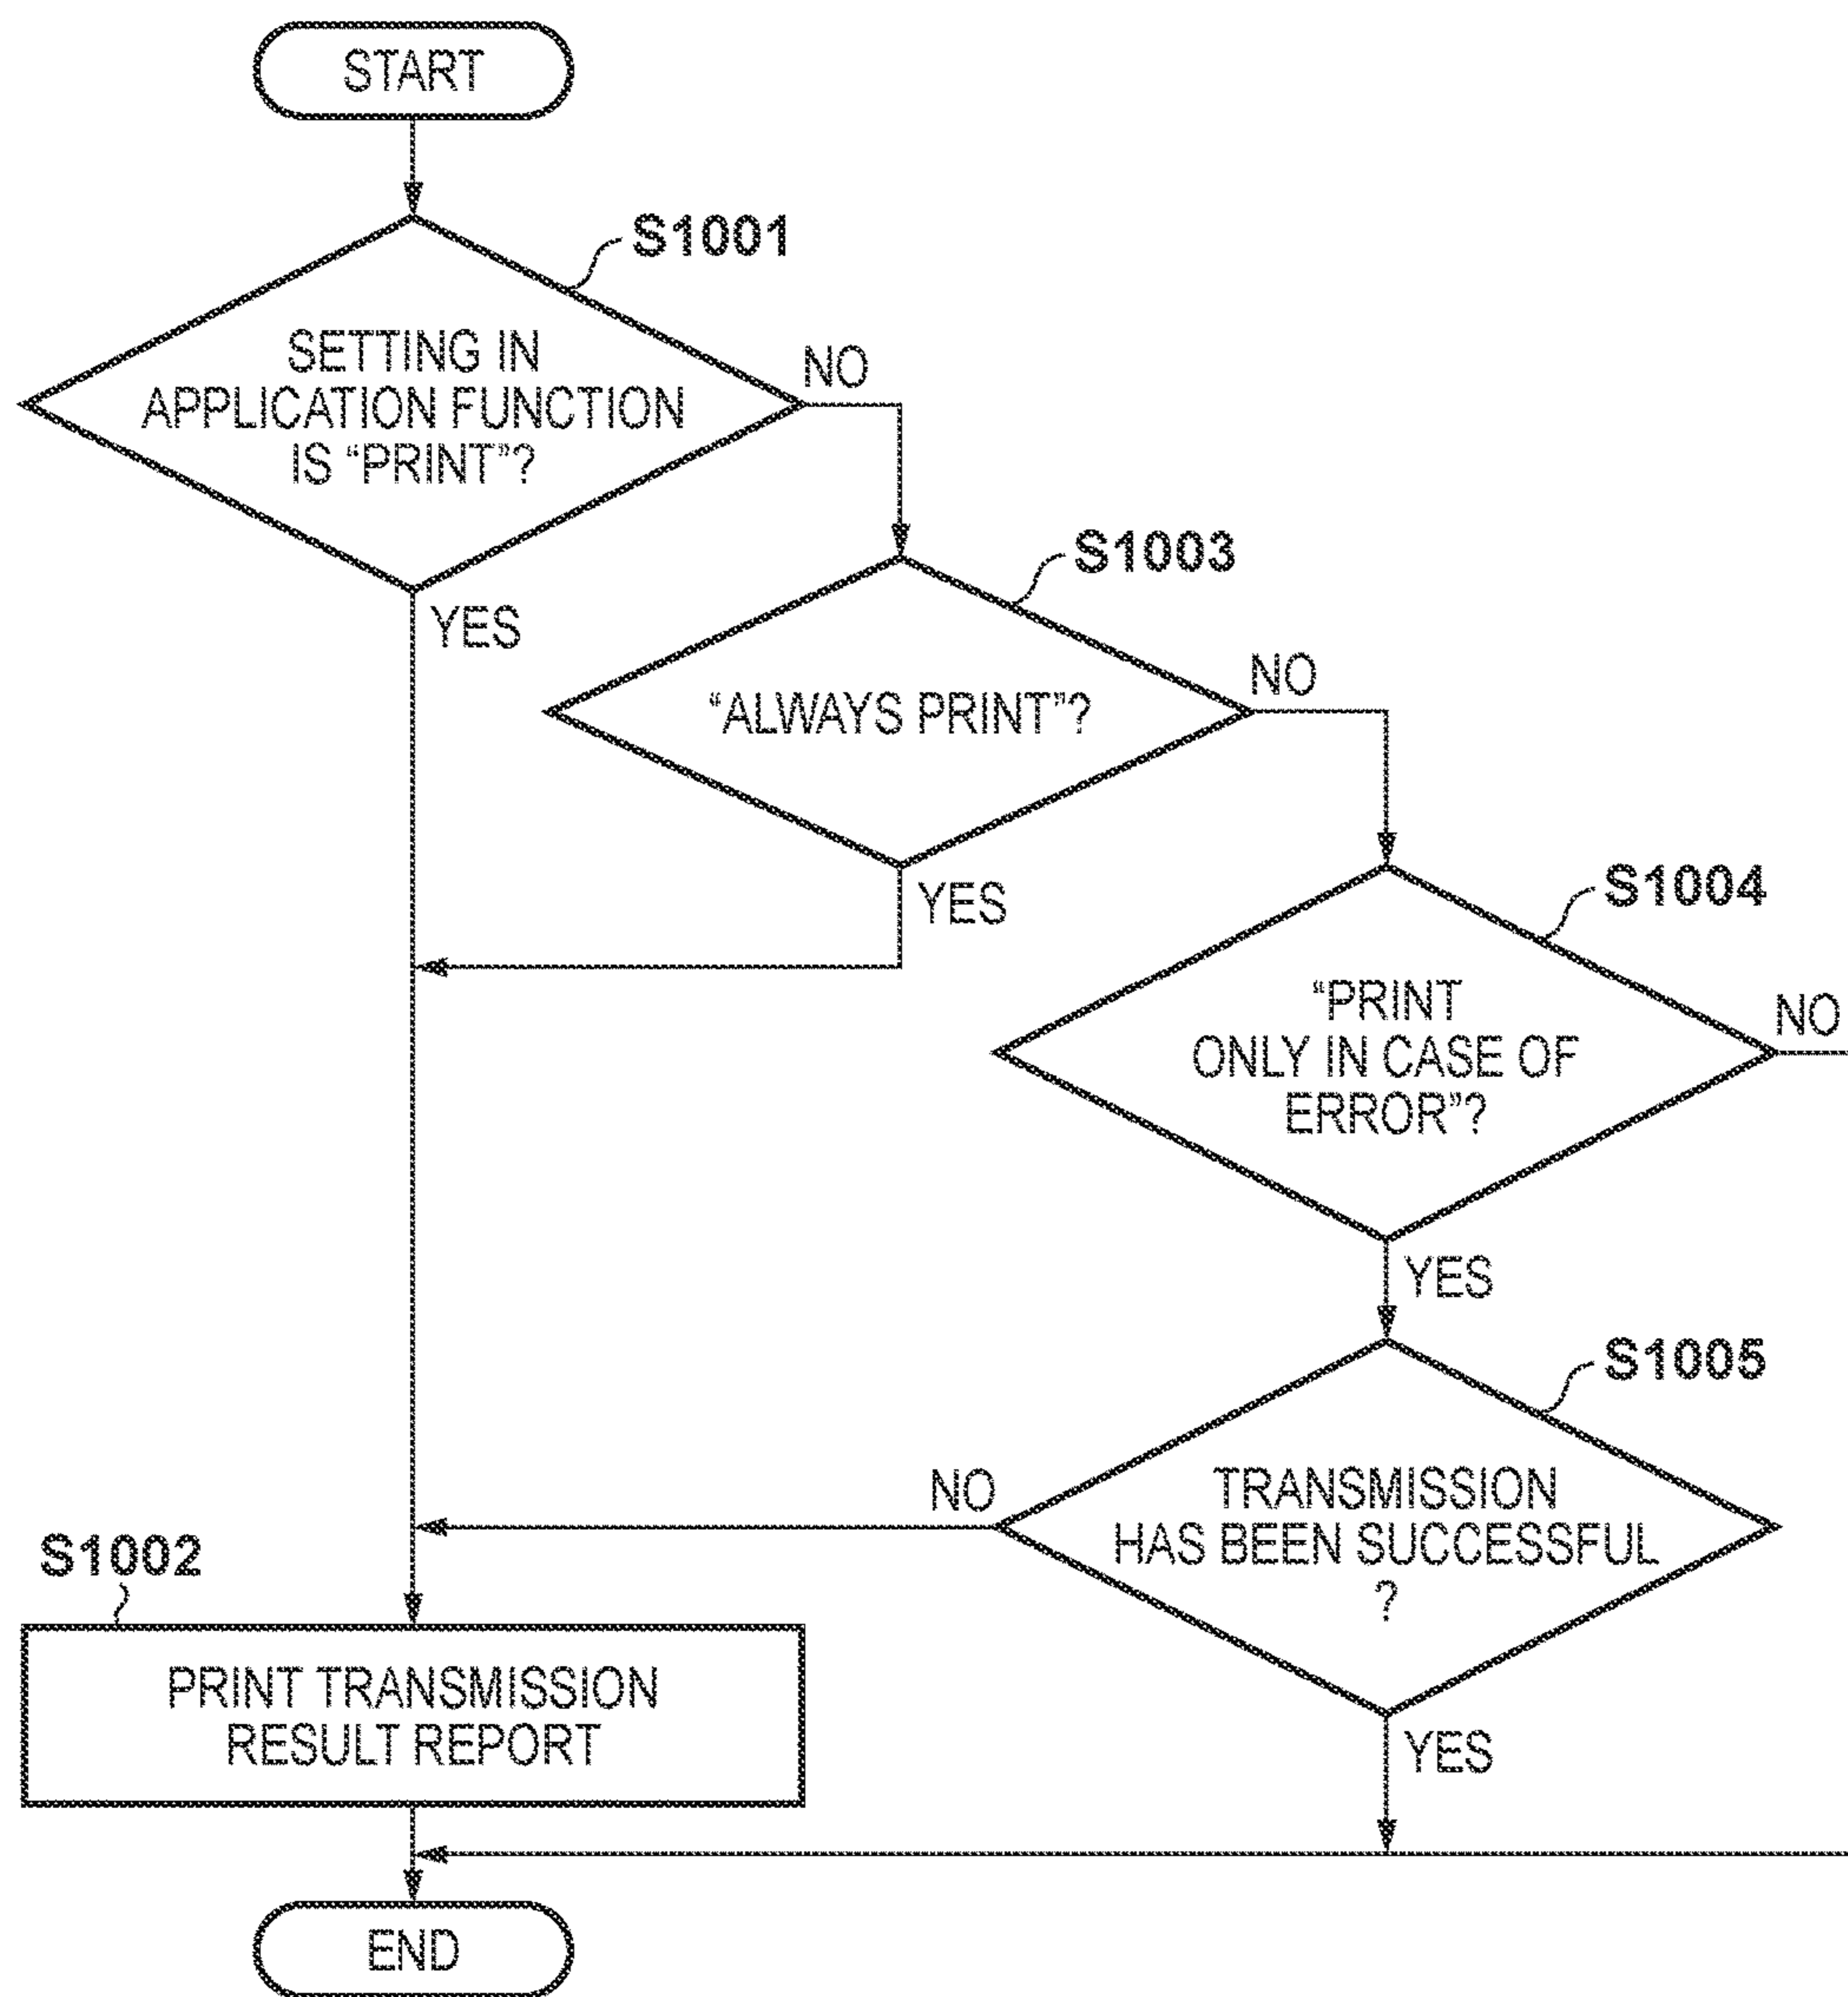 START
S1001
SETTING IN
APPLICATION FUNCTION
IS “PRINT”?
NO
YES
S1003
“ALWAYS PRINT”?
NO
YES
S1004
“PRINT
ONLY IN CASE OF
ERROR”?
NO
YES
S1005
TRANSMISSION
HAS BEEN SUCCESSFUL
?
NO
YES
S1002
PRINT TRANSMISSION
RESULT REPORT
END